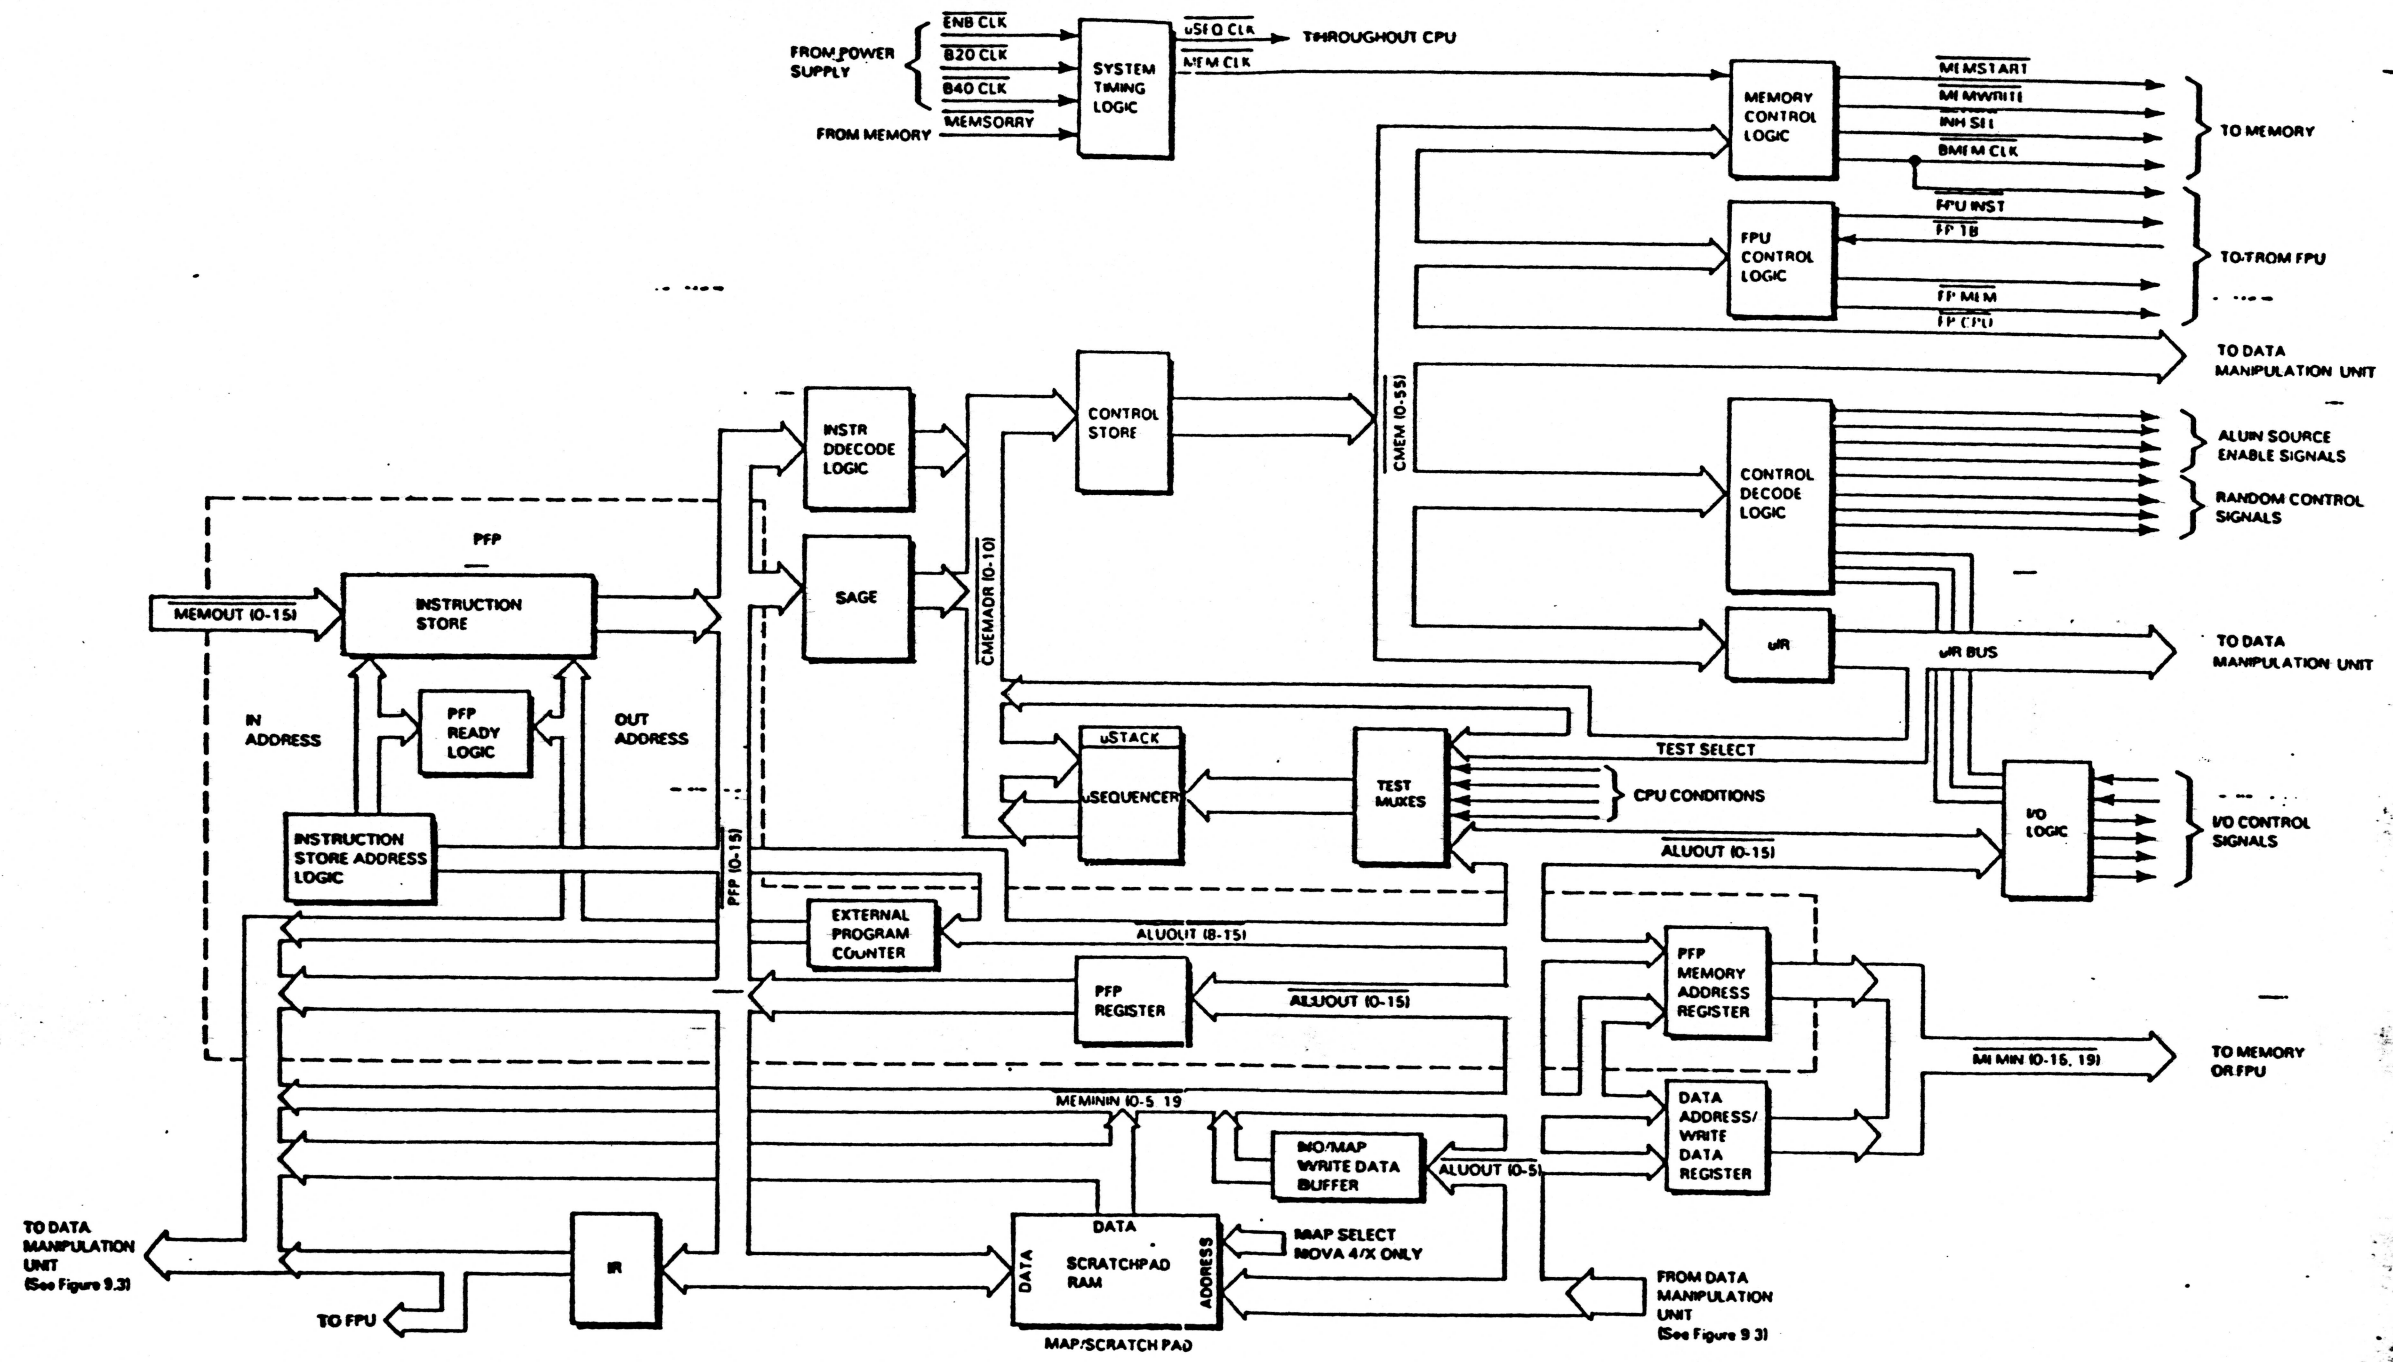 ENB CLK
B20 CLK
B40 CLK
MEMSORRY
FROM POWER
SUPPLY
FROM MEMORY
SYSTEM
TIMING
LOGIC
uSEQ CLK
MEM CLK
THROUGHOUT CPU
MEMORY
CONTROL
LOGIC
MEMSTART
MEMWRITE
INH SEL
BMEM CLK
TO MEMORY
FPU
CONTROL
LOGIC
FPU INST
FP TB
FP MEM
FP CPU
TO-FROM FPU
TO DATA
MANIPULATION UNIT
INSTR
DDECODE
LOGIC
SAGE
CONTROL
STORE
CMEM (0-55)
CMEMADR (0-10)
CONTROL
DECODE
LOGIC
ALUIN SOURCE
ENABLE SIGNALS
RANDOM CONTROL
SIGNALS
uIR
uIR BUS
TO DATA
MANIPULATION UNIT
PFP
MEMOUT (0-15)
INSTRUCTION
STORE
IN
ADDRESS
PFP
READY
LOGIC
OUT
ADDRESS
INSTRUCTION
STORE ADDRESS
LOGIC
PFP (0-15)
uSTACK
uSEQUENCER
TEST
MUXES
TEST SELECT
CPU CONDITIONS
ALUOUT (0-15)
I/O
LOGIC
I/O CONTROL
SIGNALS
EXTERNAL
PROGRAM
COUNTER
ALUOUT (8-15)
PFP
REGISTER
ALUOUT (0-15)
PFP
MEMORY
ADDRESS
REGISTER
MEMIN (0-15, 19)
TO MEMORY
OR FPU
MEMININ (0-5 19
DATA
ADDRESS/
WRITE
DATA
REGISTER
NO/MAP
WRITE DATA
BUFFER
ALUOUT (0-5)
TO DATA
MANIPULATION
UNIT
(See Figure 9.3)
TO FPU
IR
DATA
DATA
SCRATCHPAD
RAM
ADDRESS
MAP/SCRATCH PAD
MAP SELECT
NOVA 4/X ONLY
FROM DATA
MANIPULATION
UNIT
(See Figure 9 3)